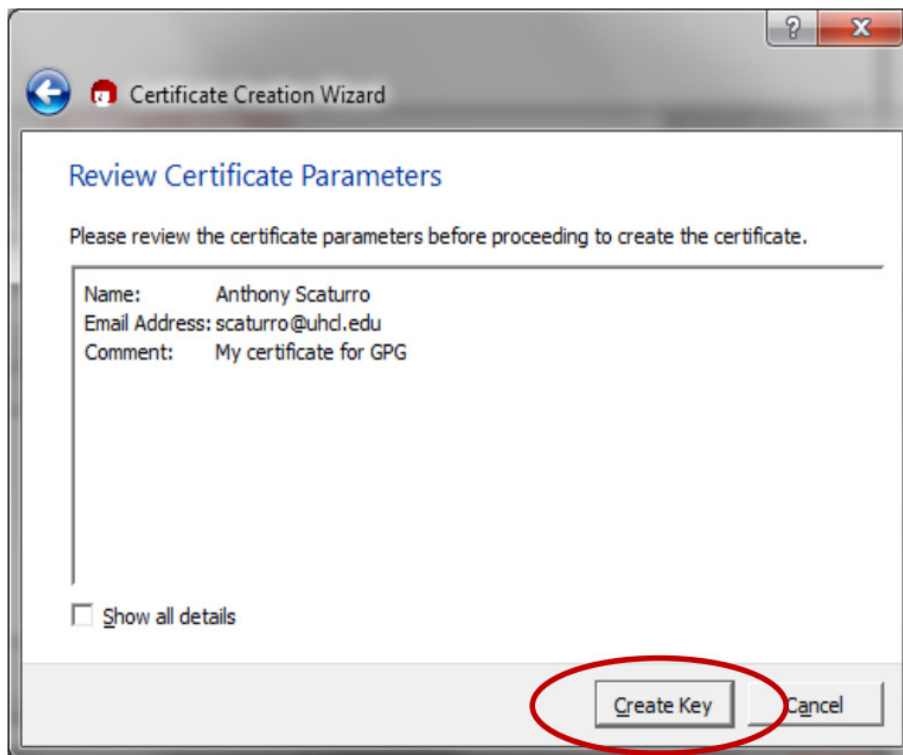 ?
X
Certificate Creation Wizard
Review Certificate Parameters
Please review the certificate parameters before proceeding to create the certificate.
Name: Anthony Scaturro
Email Address: scaturro@uhcl.edu
Comment: My certificate for GPG
Show all details
Create Key Cancel